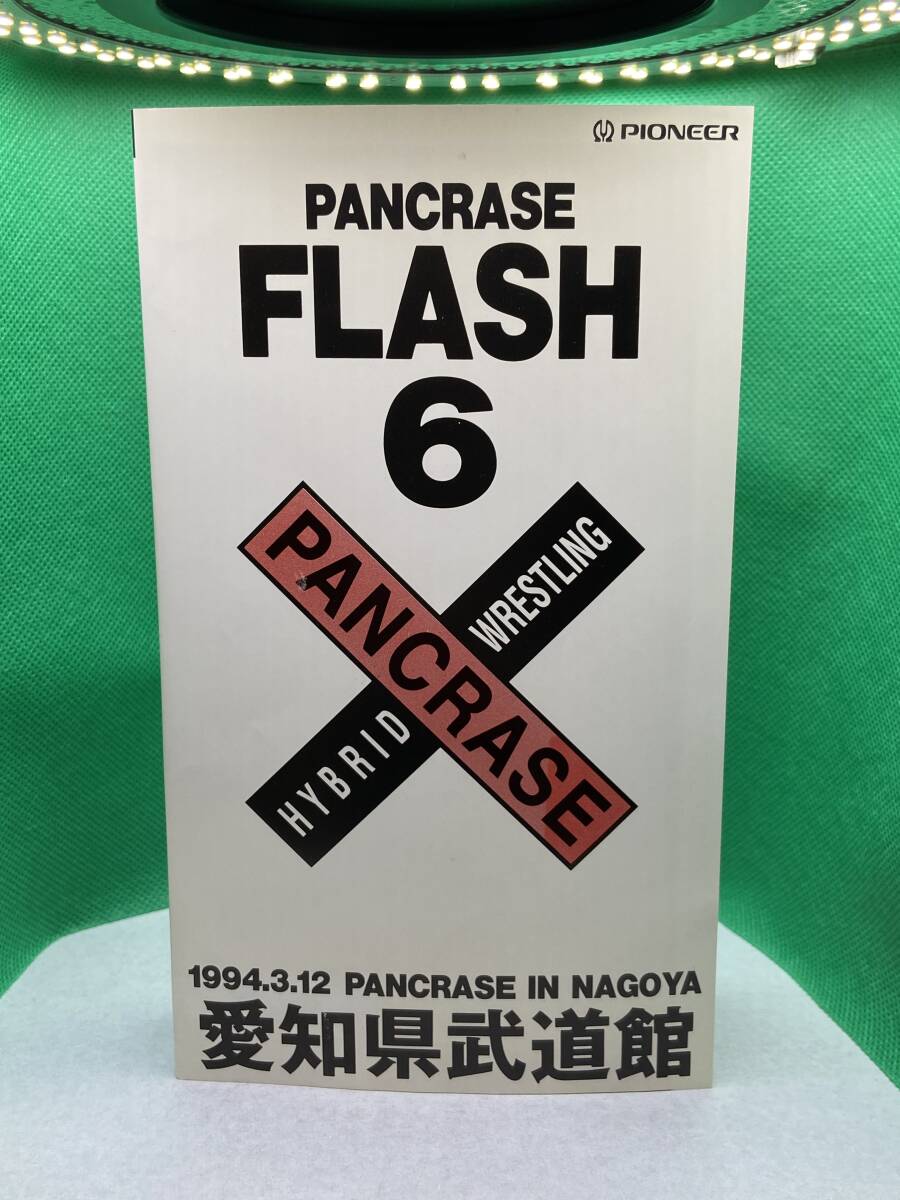 PIONEER
PANCRASE
FLASH
6
PANCRASE
HYBRID WRESTLING
1994.3.12 PANCRASE IN NAGOYA
愛知県武道館